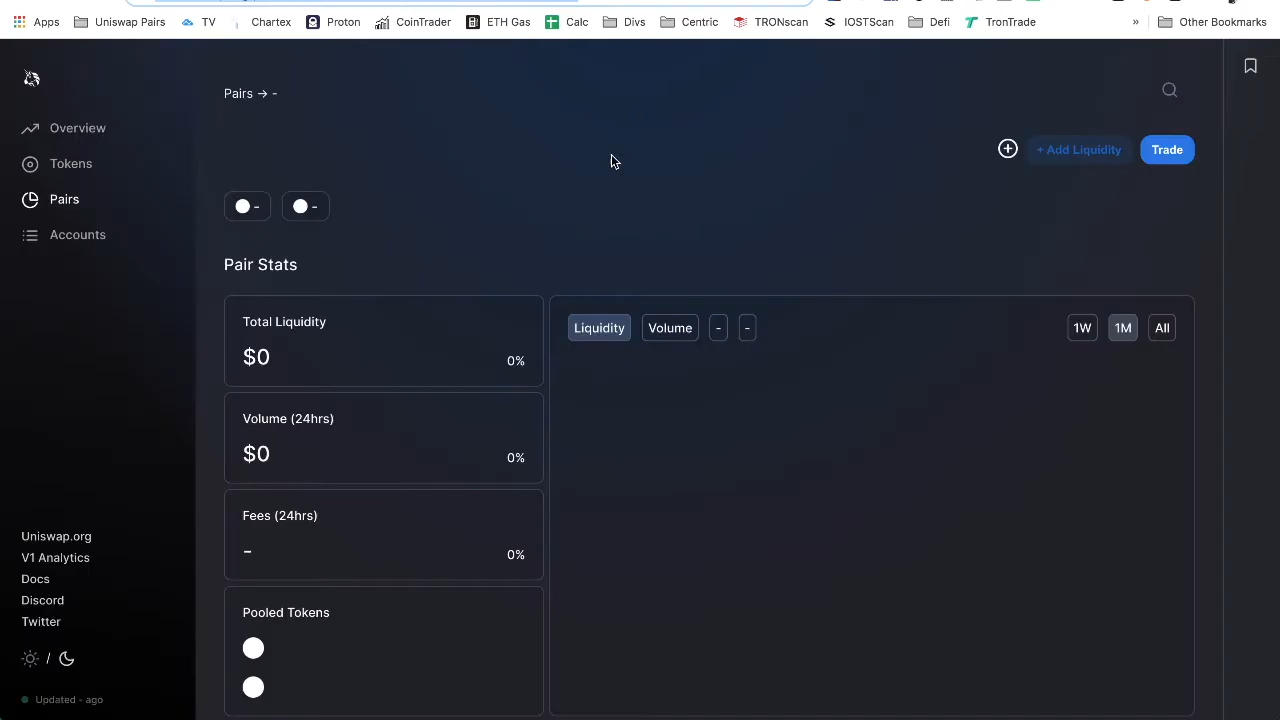 Apps Uniswap Pairs TV Chartex Proton CoinTrader ETH Gas Calc Divs Centric TRONscan IOSTScan Defi TronTrade » Other Bookmarks
Pairs → -
Overview
Tokens
Pairs
Accounts
+ Add Liquidity Trade
- -
Pair Stats
Total Liquidity
$0 0%
Volume (24hrs)
$0 0%
Fees (24hrs)
- 0%
Pooled Tokens
Liquidity Volume - - 1W 1M All
Uniswap.org
V1 Analytics
Docs
Discord
Twitter
/
Updated - ago